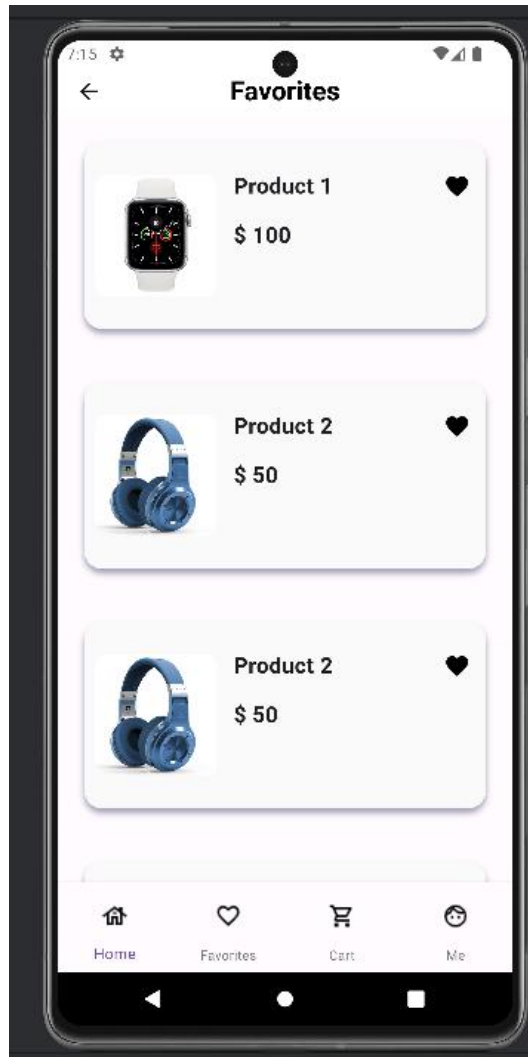 7:15
Favorites
Product 1
$ 100
Product 2
$ 50
Product 2
$ 50
Home
Favorites
Cart
Me